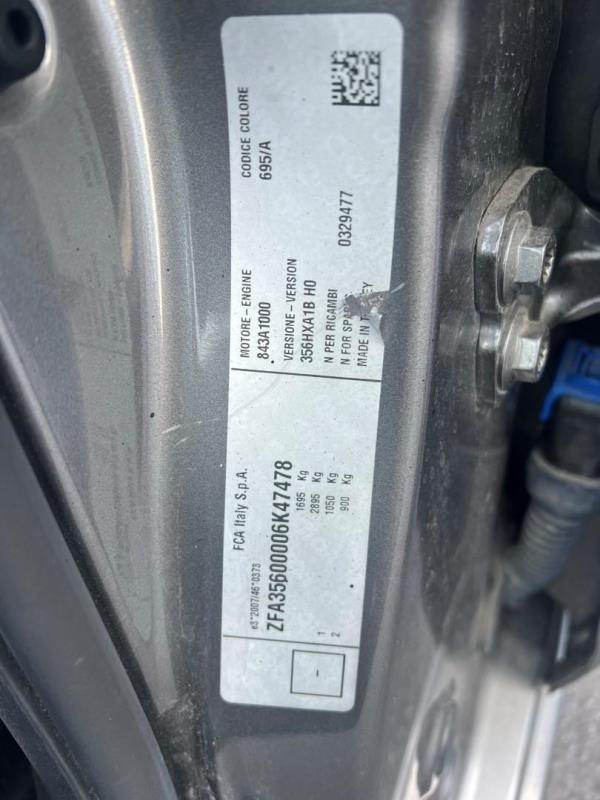 FCA Italy S.p.A.
e3*2007/46*0373
ZFA35600006K47478
1695 Kg
2895 Kg
1 1050 Kg
2 900 Kg
-
MOTORE-ENGINE
843A1000
VERSIONE-VERSION
356HXA1B H0
N PER RICAMBI
N FOR 0329477
MADE IN
CODICE COLORE
695/A